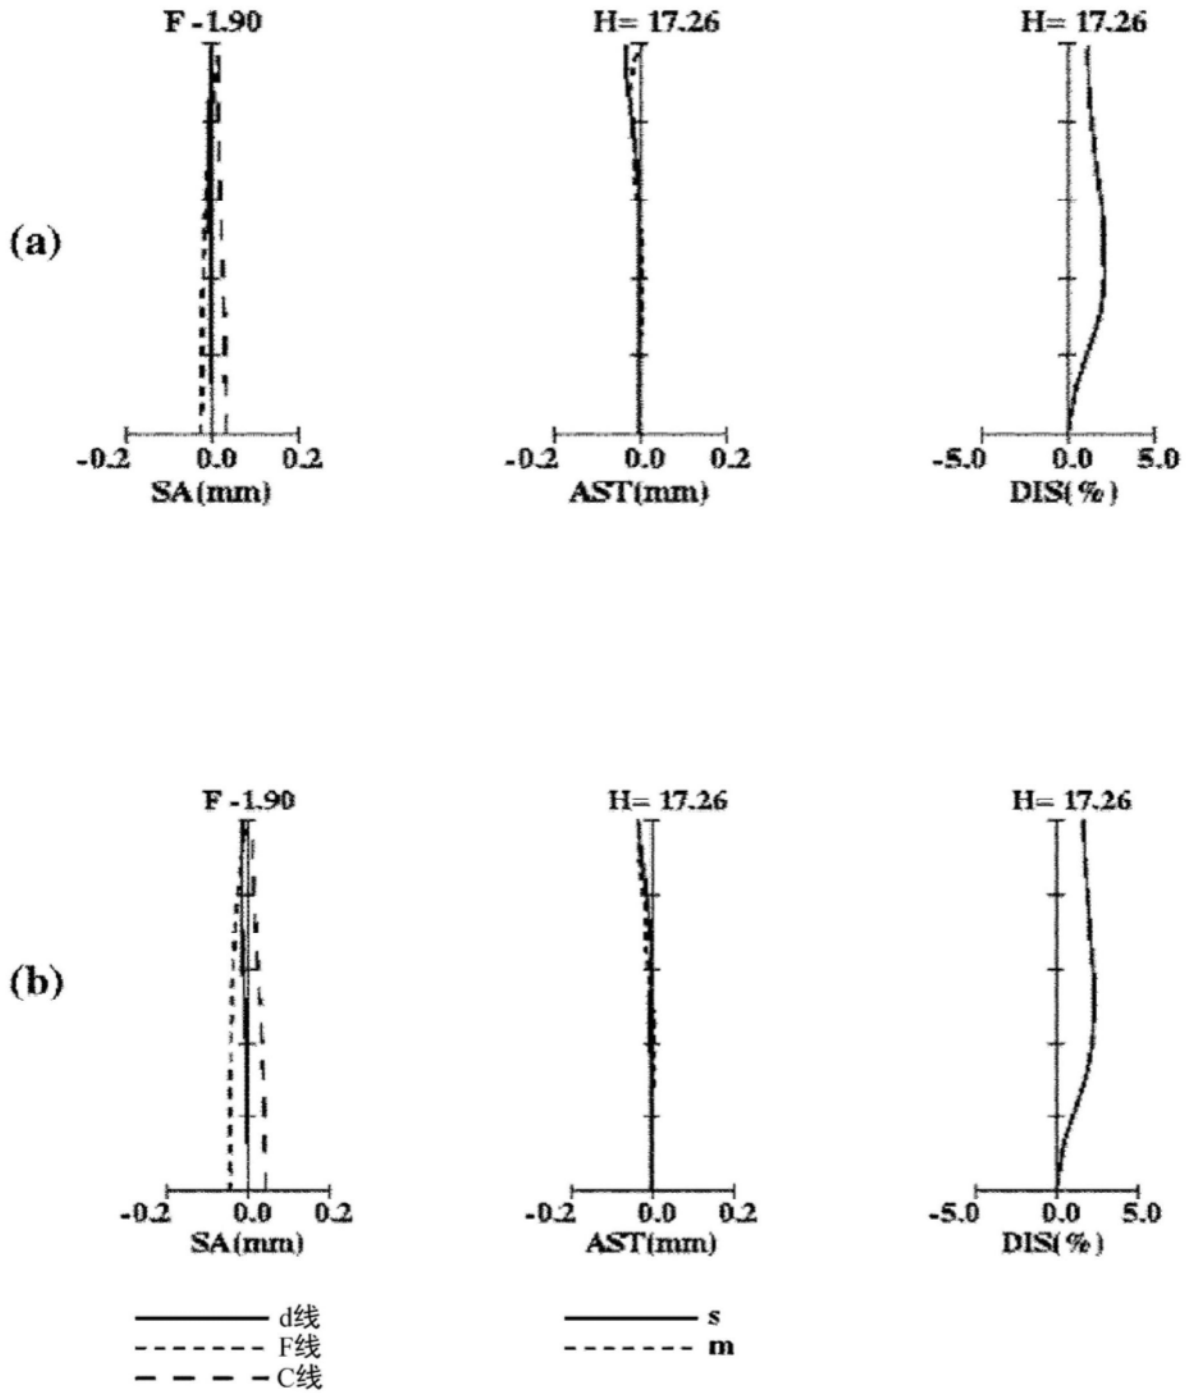 F -1.90 H= 17.26 H= 17.26
(a)
-0.2 0.0 0.2 -0.2 0.0 0.2 -5.0 0.0 5.0
SA(mm) AST(mm) DIS(%)
F -1.90 H= 17.26 H= 17.26
(b)
-0.2 0.0 0.2 -0.2 0.0 0.2 -5.0 0.0 5.0
SA(mm) AST(mm) DIS(%)
d线 s
F线 m
C线